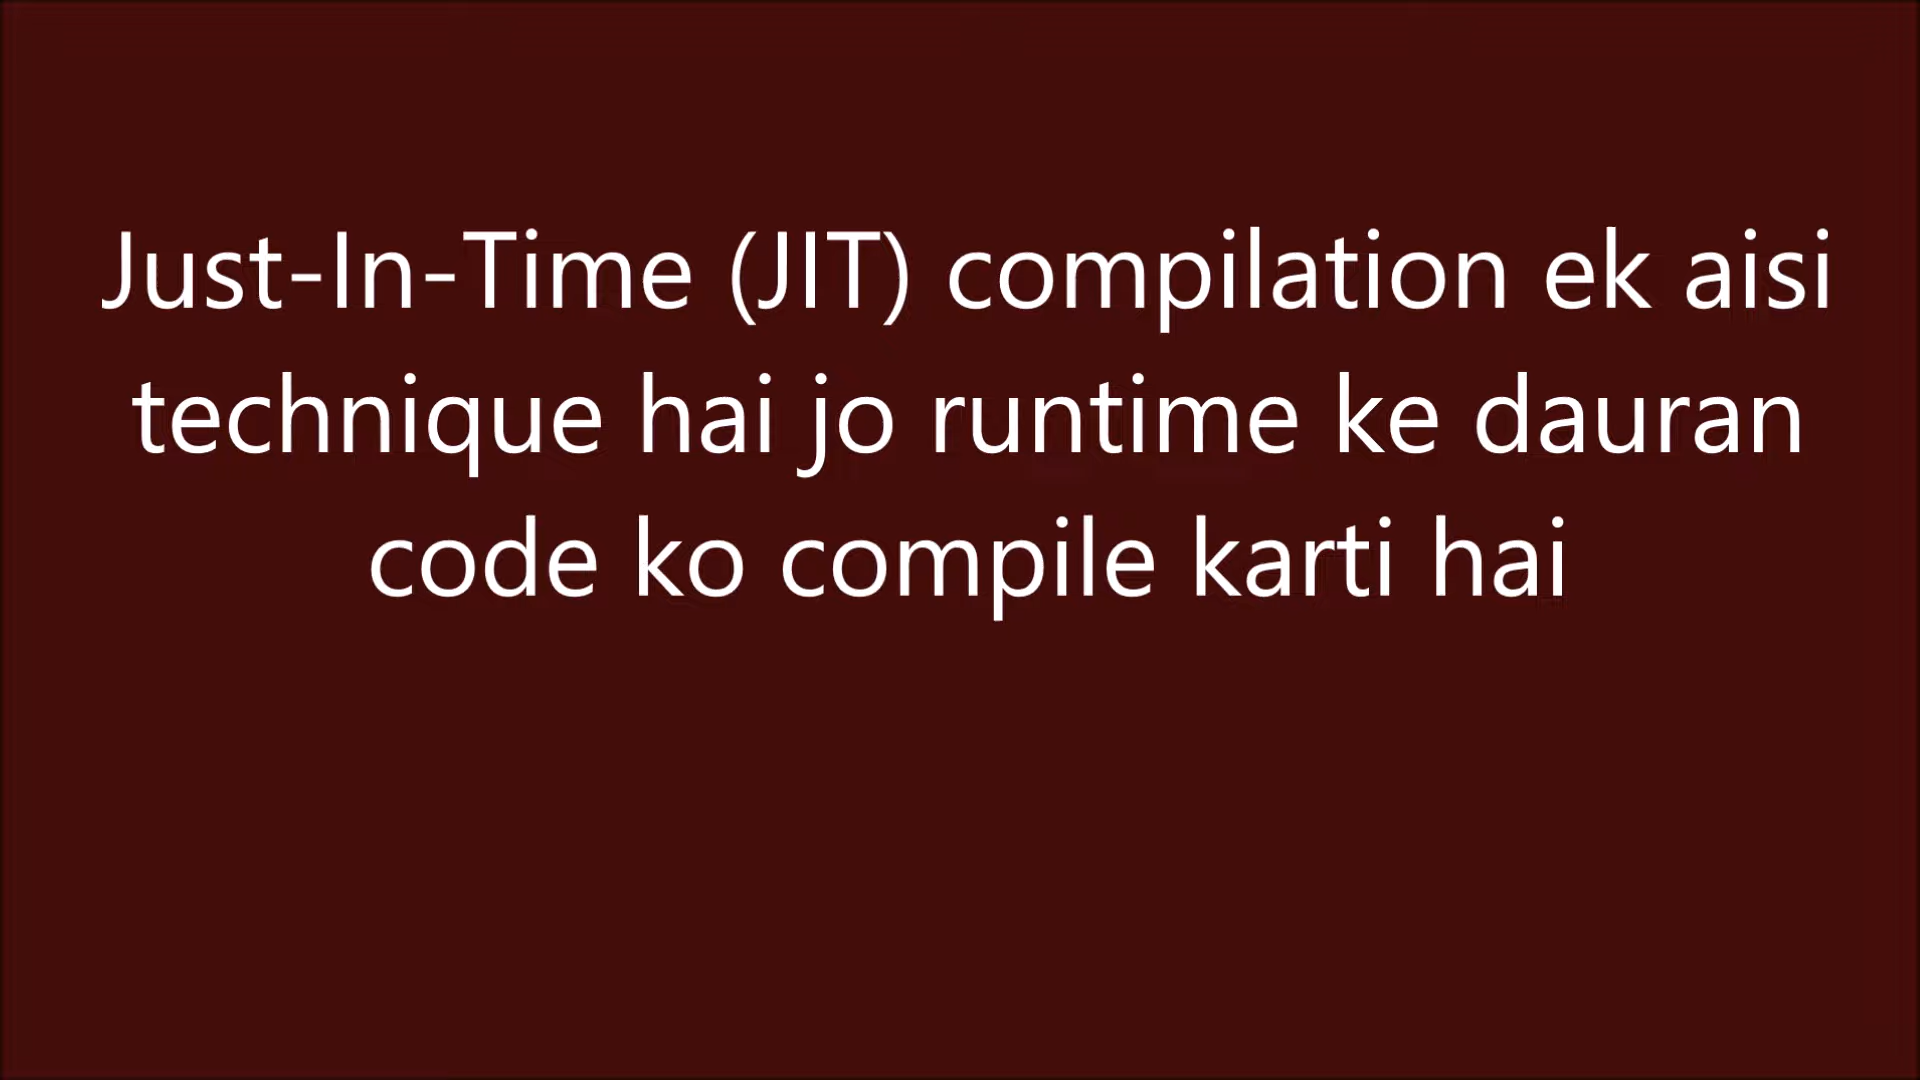 Just-In-Time (JIT) compilation ek aisi
technique hai jo runtime ke dauran
code ko compile karti hai